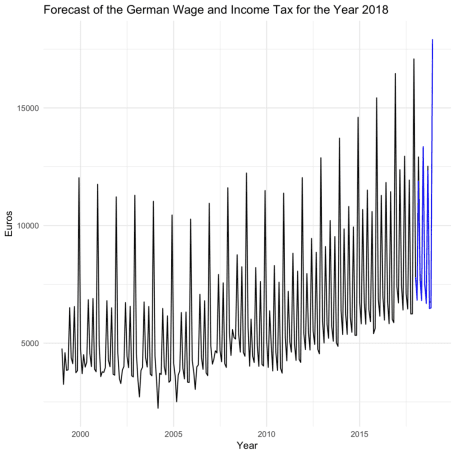 Forecast of the German Wage and Income Tax for the Year 2018
15000
10000
5000
Euros
2000
2005
2010
2015
Year